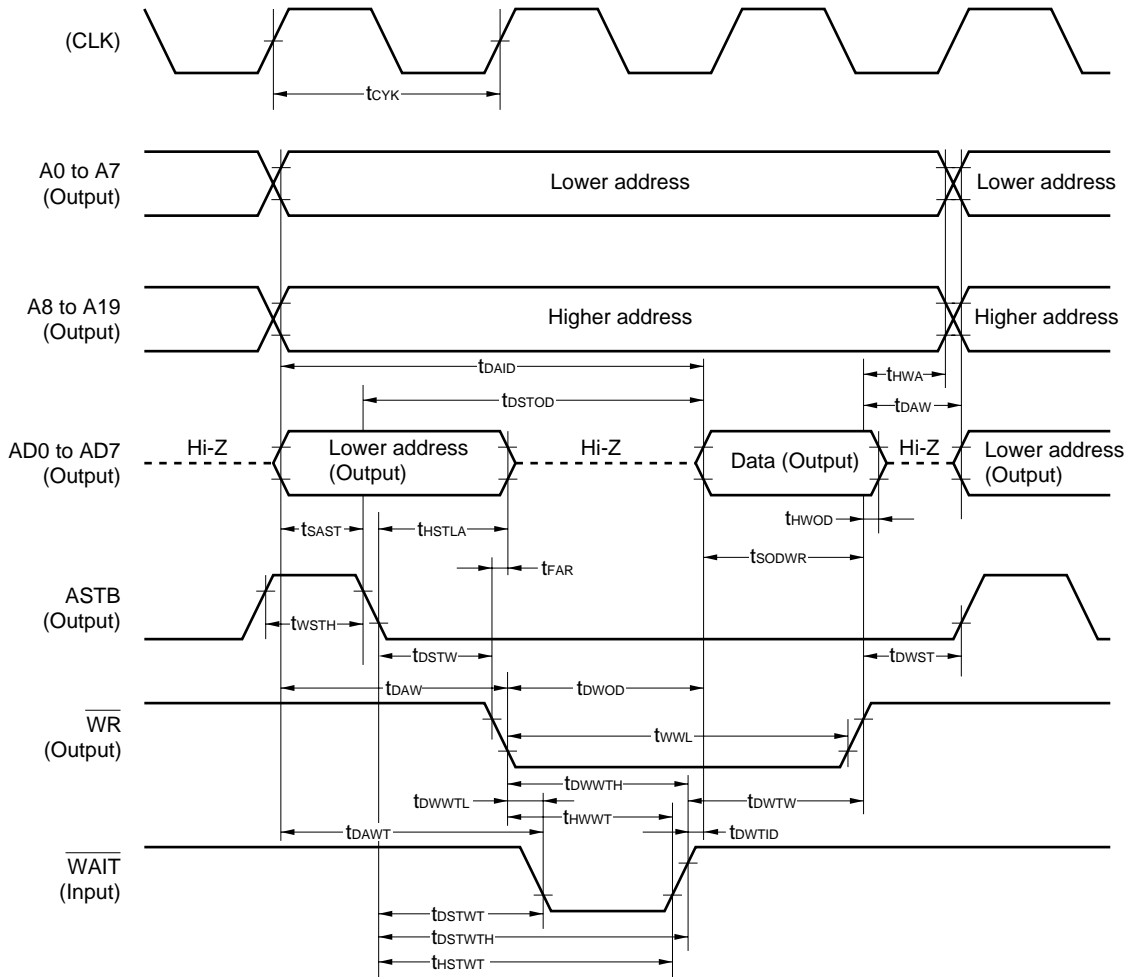 (CLK)
tCYK
A0 to A7
(Output)
Lower address
Lower address
A8 to A19
(Output)
Higher address
Higher address
tDAID
tHWA
tDSTOD
tDAW
AD0 to AD7
(Output)
Hi-Z
Lower address
(Output)
Hi-Z
Data (Output)
Hi-Z
Lower address
(Output)
tSAST
tHSTLA
tHWOD
tSODWR
tFAR
ASTB
(Output)
tWSTH
tDSTW
tDWST
tDAW
tDWOD
WR
(Output)
tWWL
tDWWTH
tDWWTL
tDWTW
tHWWT
tDAWT
tDWTID
WAIT
(Input)
tDSTWT
tDSTWTH
tHSTWT